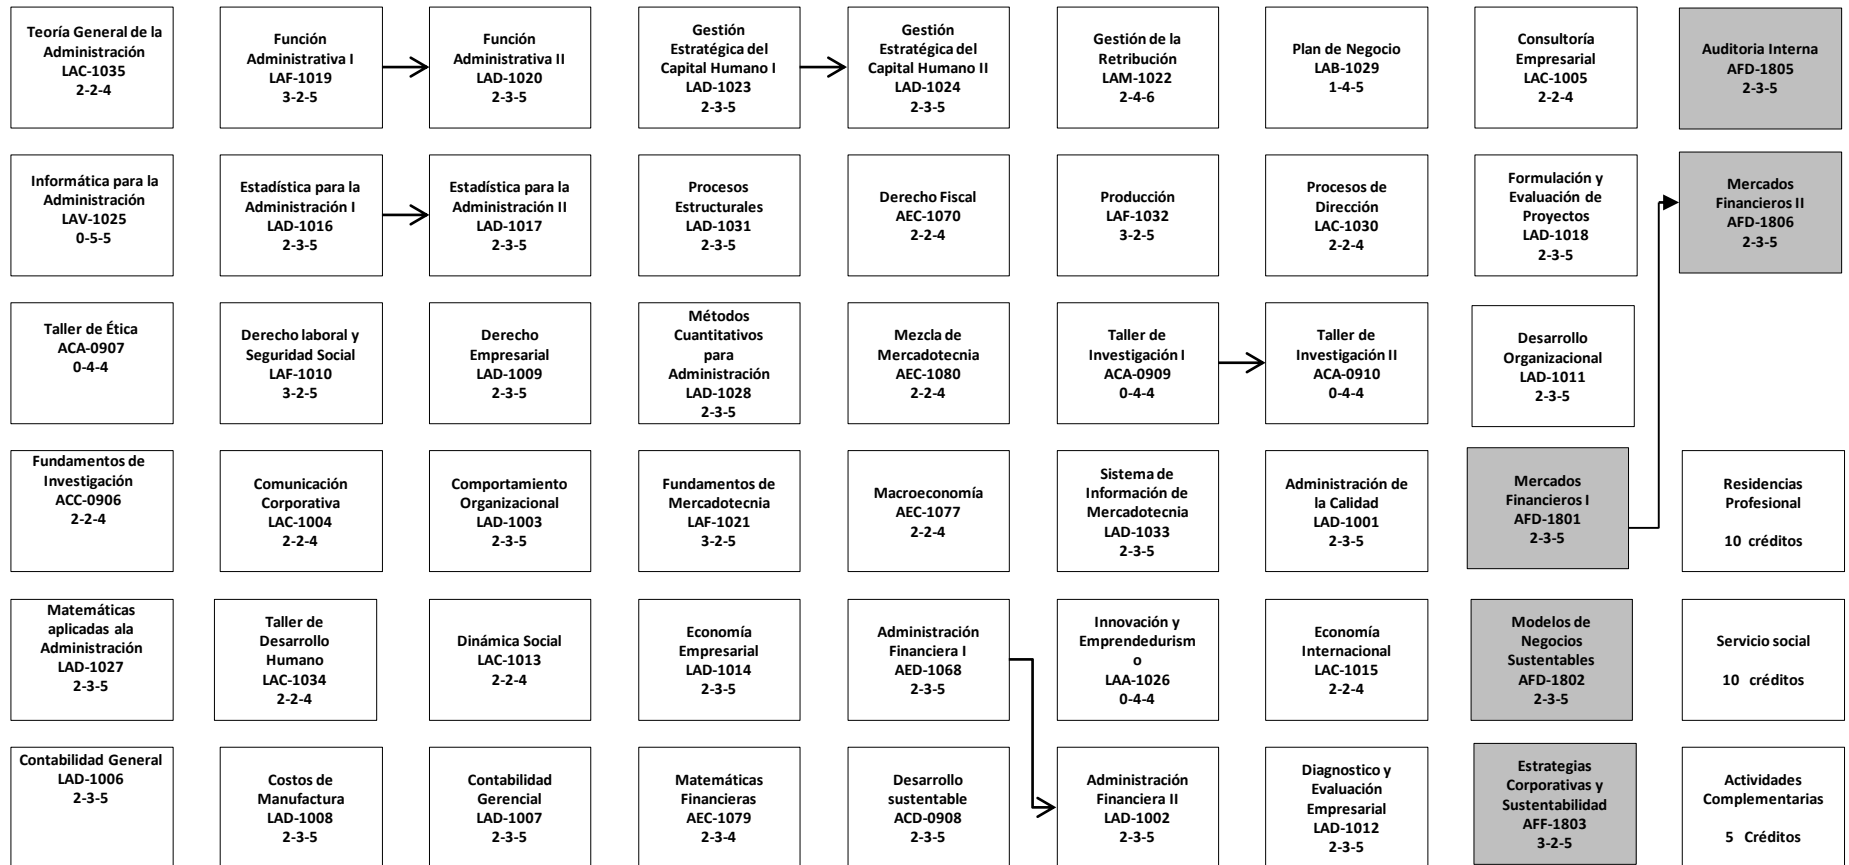 Teoría General de la
Administración
LAC-1035
2-2-4
Función
Administrativa I
LAF-1019
3-2-5
Función
Administrativa II
LAD-1020
2-3-5
Gestión
Estratégica del
Capital Humano I
LAD-1023
2-3-5
Gestión
Estratégica del
Capital Humano II
LAD-1024
2-3-5
Gestión de la
Retribución
LAM-1022
2-4-6
Plan de Negocio
LAB-1029
1-4-5
Consultoría
Empresarial
LAC-1005
2-2-4
Auditoria Interna
AFD-1805
2-3-5
Informática para la
Administración
LAV-1025
0-5-5
Estadística para la
Administración I
LAD-1016
2-3-5
Estadística para la
Administración II
LAD-1017
2-3-5
Procesos
Estructurales
LAD-1031
2-3-5
Derecho Fiscal
AEC-1070
2-2-4
Producción
LAF-1032
3-2-5
Procesos de
Dirección
LAC-1030
2-2-4
Formulación y
Evaluación de
Proyectos
LAD-1018
2-3-5
Mercados
Financieros II
AFD-1806
2-3-5
Taller de Ética
ACA-0907
0-4-4
Derecho laboral y
Seguridad Social
LAF-1010
3-2-5
Derecho
Empresarial
LAD-1009
2-3-5
Métodos
Cuantitativos
para
Administración
LAD-1028
2-3-5
Mezcla de
Mercadotecnia
AEC-1080
2-2-4
Taller de
Investigación I
ACA-0909
0-4-4
Taller de
Investigación II
ACA-0910
0-4-4
Desarrollo
Organizacional
LAD-1011
2-3-5
Fundamentos de
Investigación
ACC-0906
2-2-4
Comunicación
Corporativa
LAC-1004
2-2-4
Comportamiento
Organizacional
LAD-1003
2-3-5
Fundamentos de
Mercadotecnia
LAF-1021
3-2-5
Macroeconomía
AEC-1077
2-2-4
Sistema de
Información de
Mercadotecnia
LAD-1033
2-3-5
Administración de
la Calidad
LAD-1001
2-3-5
Mercados
Financieros I
AFD-1801
2-3-5
Residencias
Profesional
10 créditos
Matemáticas
aplicadas ala
Administración
LAD-1027
2-3-5
Taller de
Desarrollo
Humano
LAC-1034
2-2-4
Dinámica Social
LAC-1013
2-2-4
Economía
Empresarial
LAD-1014
2-3-5
Administración
Financiera I
AED-1068
2-3-5
Innovación y
Emprendedurism
o
LAA-1026
0-4-4
Economía
Internacional
LAC-1015
2-2-4
Modelos de
Negocios
Sustentables
AFD-1802
2-3-5
Servicio social
10 créditos
Contabilidad General
LAD-1006
2-3-5
Costos de
Manufactura
LAD-1008
2-3-5
Contabilidad
Gerencial
LAD-1007
2-3-5
Matemáticas
Financieras
AEC-1079
2-3-4
Desarrollo
sustentable
ACD-0908
2-3-5
Administración
Financiera II
LAD-1002
2-3-5
Diagnostico y
Evaluación
Empresarial
LAD-1012
2-3-5
Estrategias
Corporativas y
Sustentabilidad
AFF-1803
3-2-5
Actividades
Complementarias
5 Créditos